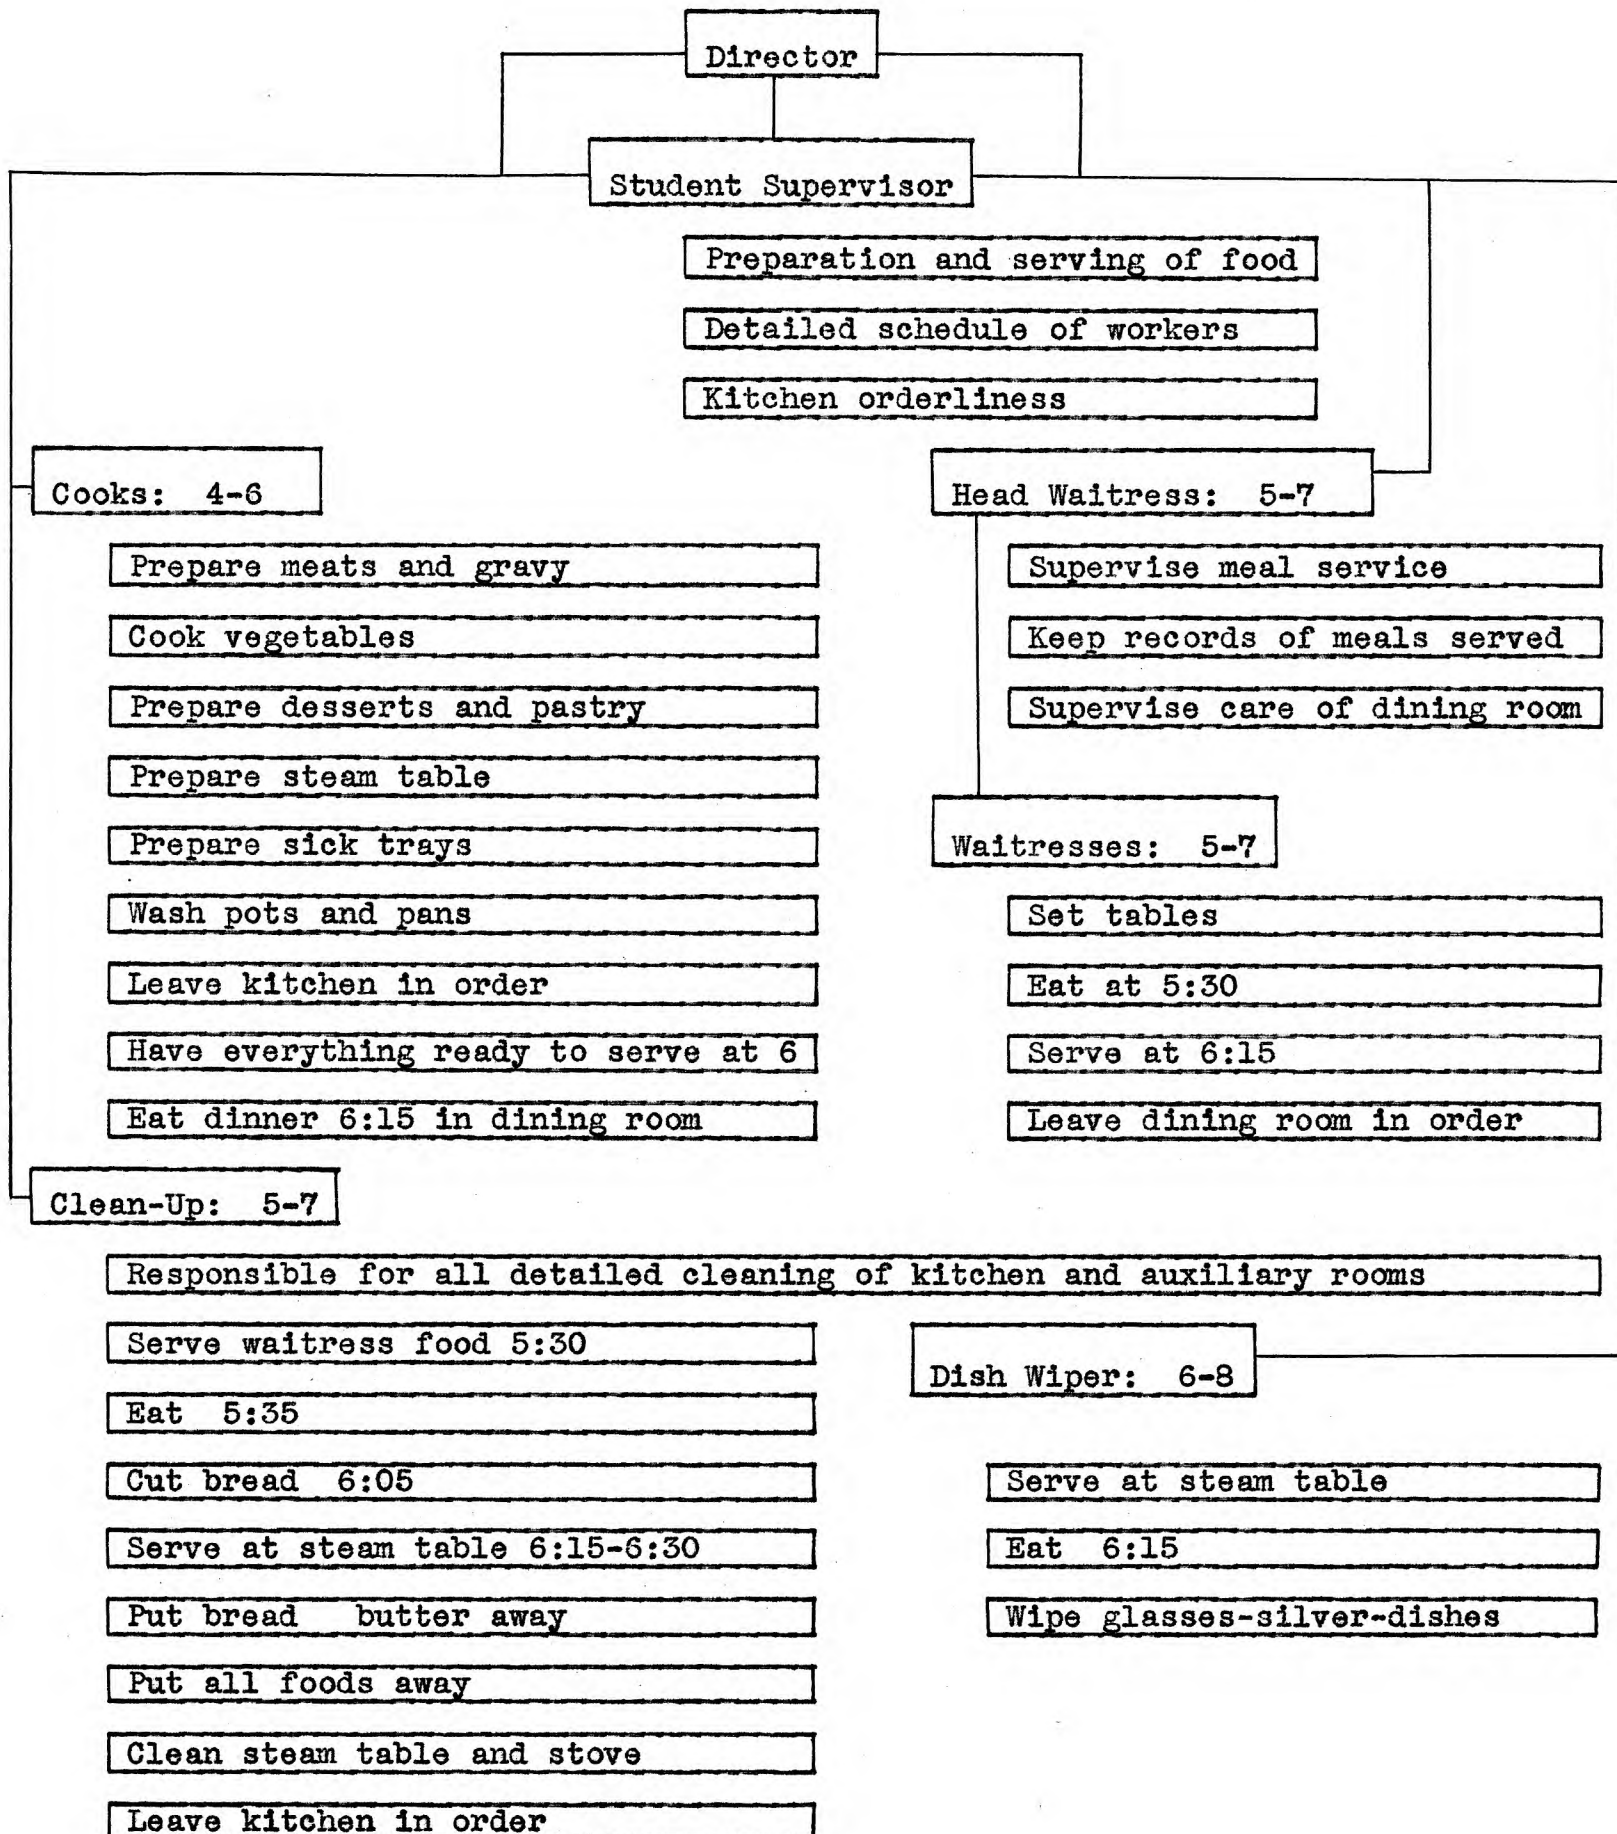 Director
Student Supervisor
Preparation and serving of food
Detailed schedule of workers
Kitchen orderliness
Cooks: 4-6
Prepare meats and gravy
Cook vegetables
Prepare desserts and pastry
Prepare steam table
Prepare sick trays
Wash pots and pans
Leave kitchen in order
Have everything ready to serve at 6
Eat dinner 6:15 in dining room
Head Waitress: 5-7
Supervise meal service
Keep records of meals served
Supervise care of dining room
Waitresses: 5-7
Set tables
Eat at 5:30
Serve at 6:15
Leave dining room in order
Clean-Up: 5-7
Responsible for all detailed cleaning of kitchen and auxiliary rooms
Serve waitress food 5:30
Eat 5:35
Cut bread 6:05
Serve at steam table 6:15-6:30
Put bread butter away
Put all foods away
Clean steam table and stove
Leave kitchen in order
Dish Wiper: 6-8
Serve at steam table
Eat 6:15
Wipe glasses-silver-dishes